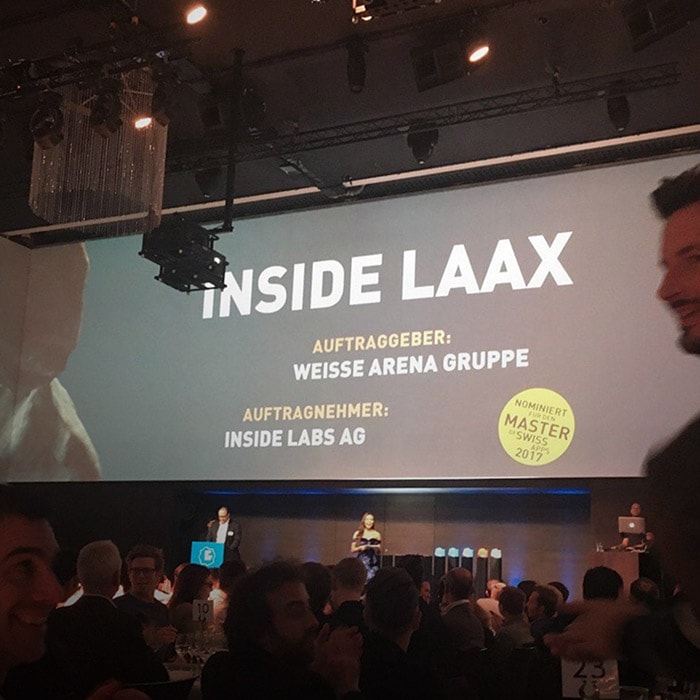 INSIDE LAAX
AUFTRAGGEBER:
WEISSE ARENA GRUPPE
AUFTRAGNEHMER:
INSIDE LABS AG
NOMINIERT
FÜR DEN
MASTER
OF SWISS
APPS
2017
10
23